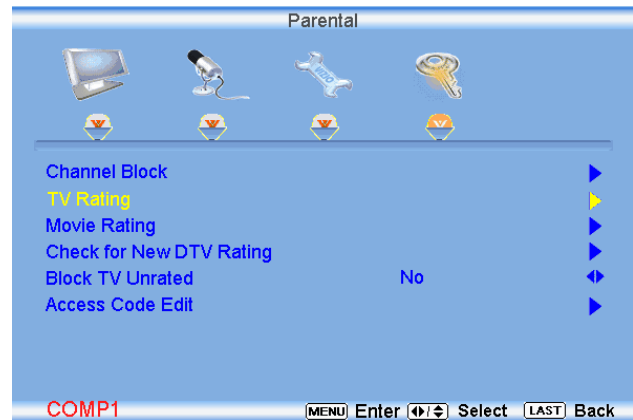 Parental
Channel Block
TV Rating
Movie Rating
Check for New DTV Rating
Block TV Unrated No
Access Code Edit
COMP1 MENU Enter Select LAST Back